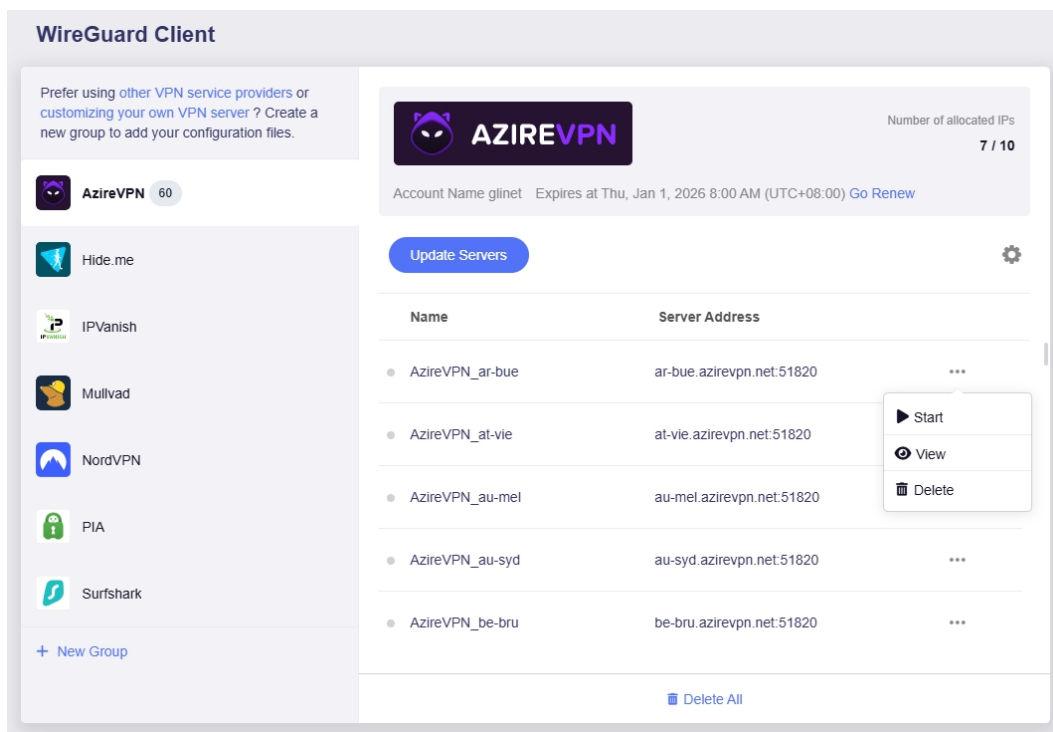 WireGuard Client
Prefer using other VPN service providers or
customizing your own VPN server ? Create a
new group to add your configuration files.
AzireVPN 60
Hide.me
IPVANISH
IPVanish
Mullvad
NordVPN
PIA
Surfshark
+ New Group
AZIREVPN
Number of allocated IPs
7 / 10
Account Name glinet Expires at Thu, Jan 1, 2026 8:00 AM (UTC+08:00) Go Renew
Update Servers
Name Server Address
AzireVPN_ar-bue ar-bue.azirevpn.net:51820
AzireVPN_at-vie at-vie.azirevpn.net:51820
AzireVPN_au-mel au-mel.azirevpn.net:51820
AzireVPN_au-syd au-syd.azirevpn.net:51820
AzireVPN_be-bru be-bru.azirevpn.net:51820
Start
View
Delete
Delete All